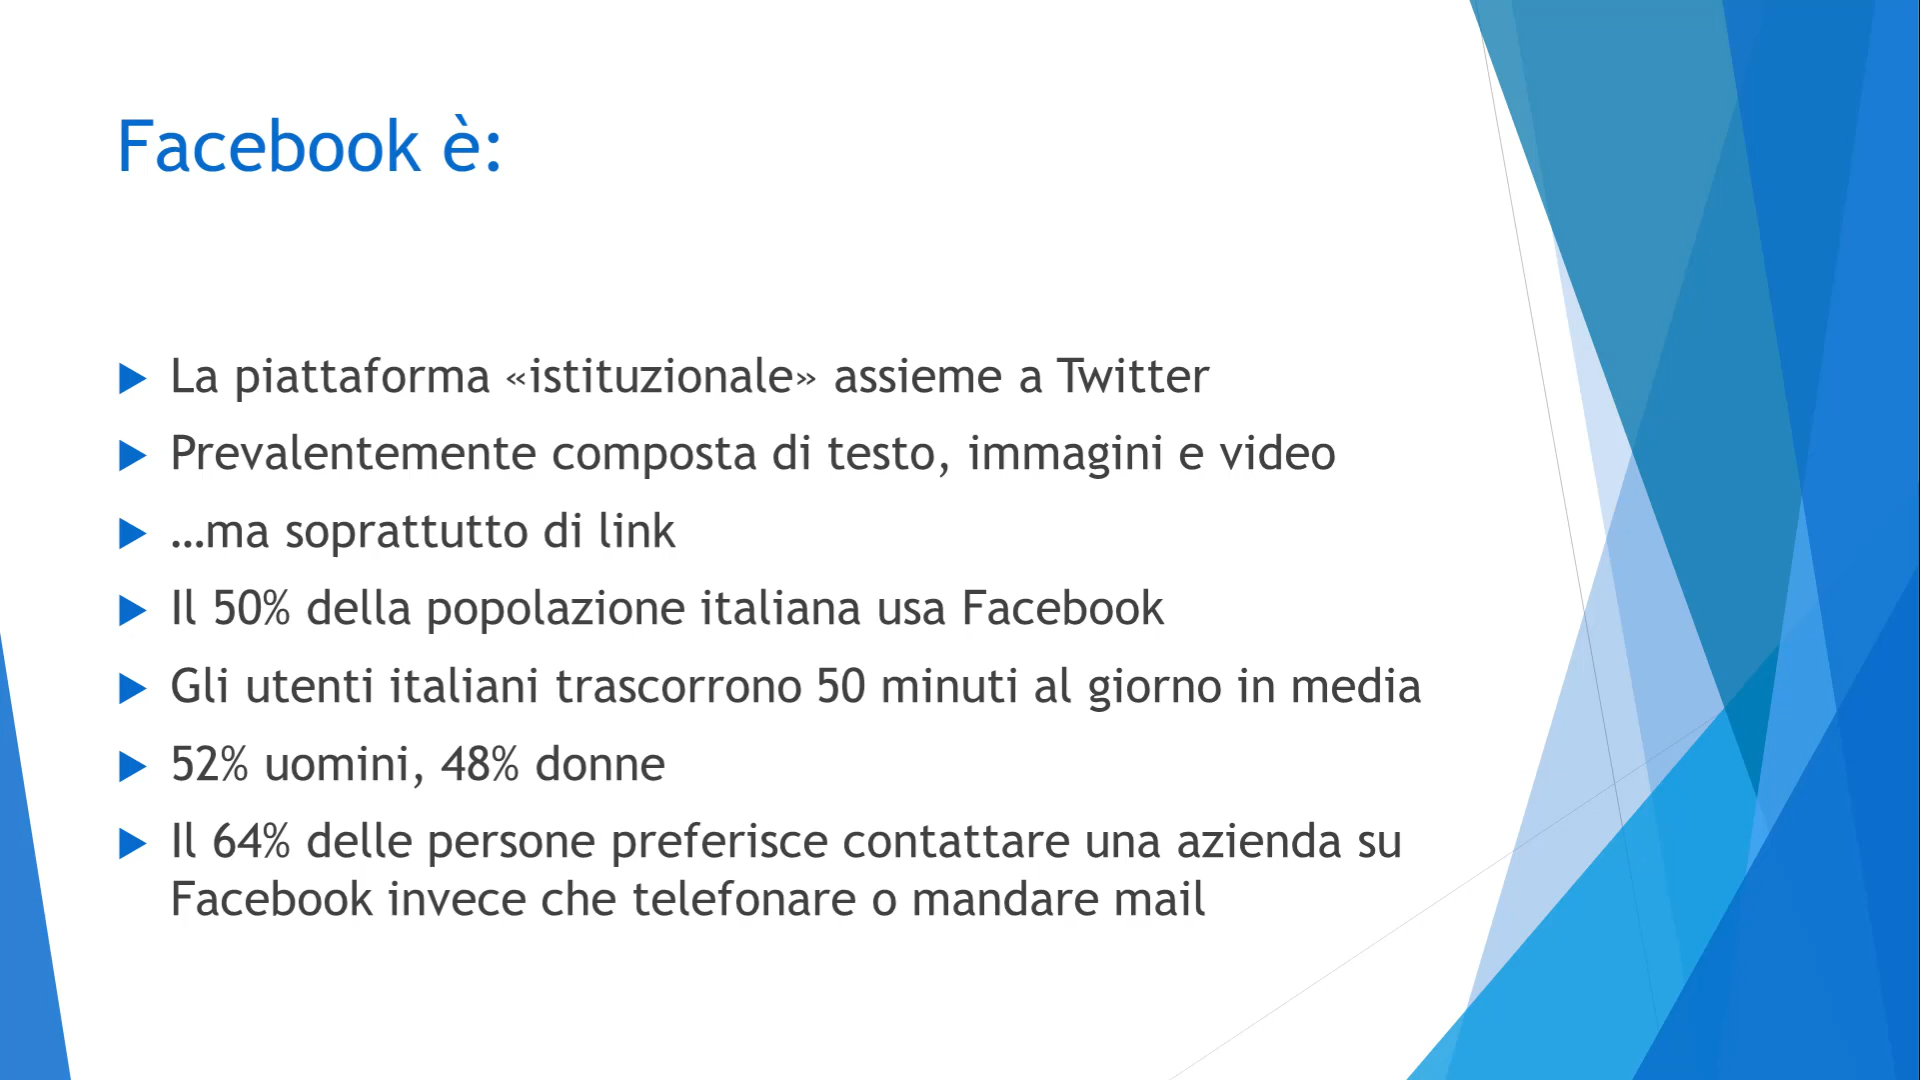 Facebook è:
La piattaforma «istituzionale» assieme a Twitter
Prevalentemente composta di testo, immagini e video
…ma soprattutto di link
Il 50% della popolazione italiana usa Facebook
Gli utenti italiani trascorrono 50 minuti al giorno in media
52% uomini, 48% donne
Il 64% delle persone preferisce contattare una azienda su
Facebook invece che telefonare o mandare mail